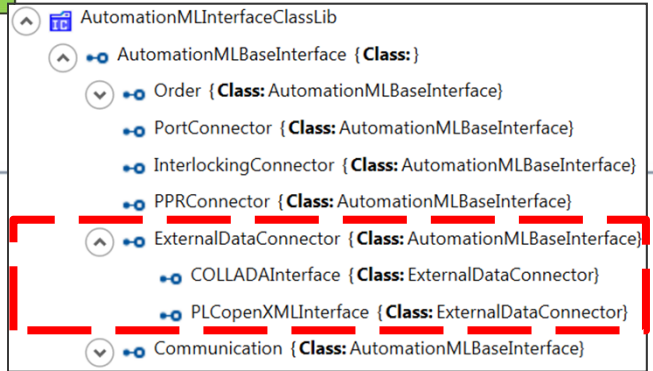 AutomationMLInterfaceClassLib
AutomationMLBaseInterface {Class:}
Order {Class: AutomationMLBaseInterface}
PortConnector {Class: AutomationMLBaseInterface}
InterlockingConnector {Class: AutomationMLBaseInterface}
PPRConnector {Class: AutomationMLBaseInterface}
ExternalDataConnector {Class: AutomationMLBaseInterface}
COLLADAInterface {Class: ExternalDataConnector}
PLCopenXMLInterface {Class: ExternalDataConnector}
Communication {Class: AutomationMLBaseInterface}